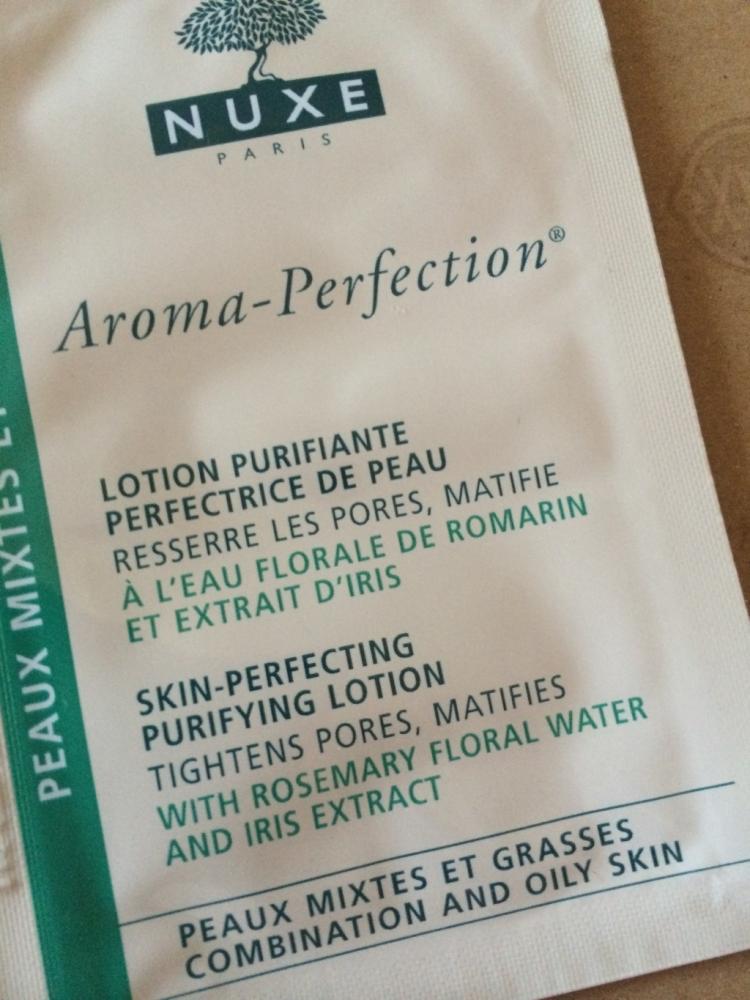 NUXE
PARIS
Aroma-Perfection®
LOTION PURIFIANTE
PERFECTRICE DE PEAU
RESSERRE LES PORES, MATIFIE
À L'EAU FLORALE DE ROMARIN
ET EXTRAIT D'IRIS
SKIN-PERFECTING
PURIFYING LOTION
TIGHTENS PORES, MATIFIES
WITH ROSEMARY FLORAL WATER
AND IRIS EXTRACT
PEAUX MIXTES ET GRASSES
COMBINATION AND OILY SKIN
PEAUX MIXTES ET